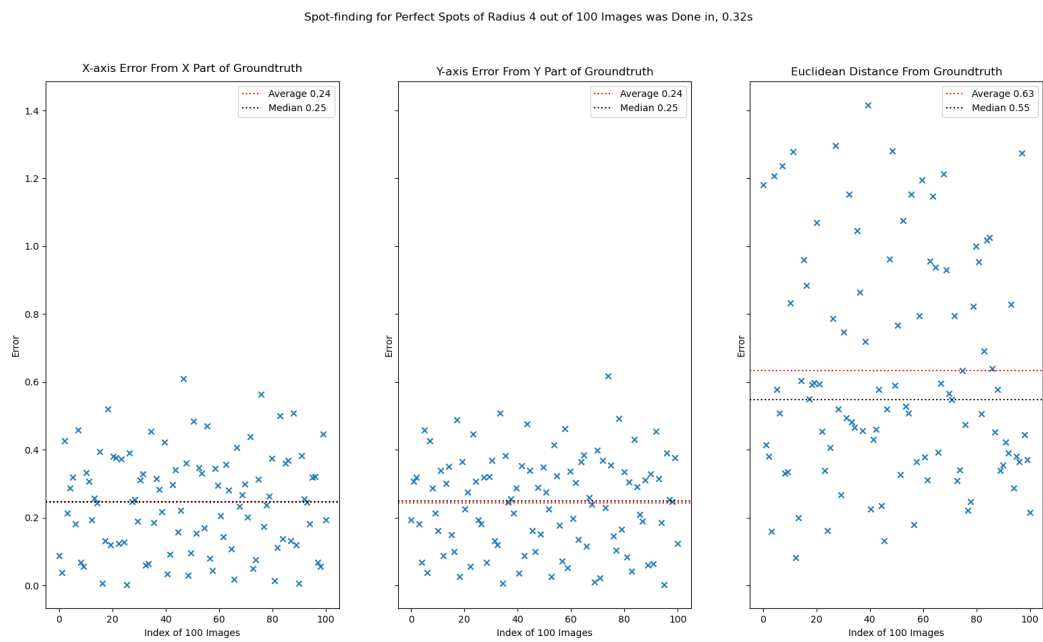 Spot-finding for Perfect Spots of Radius 4 out of 100 Images was Done in, 0.32s
X-axis Error From X Part of Groundtruth
Average 0.24
Median 0.25
Error
1.4
1.2
1.0
0.8
0.6
0.4
0.2
0.0
0 20 40 60 80 100
Index of 100 Images
Y-axis Error From Y Part of Groundtruth
Average 0.24
Median 0.25
Error
0 20 40 60 80 100
Index of 100 Images
Euclidean Distance From Groundtruth
Average 0.63
Median 0.55
Error
0 20 40 60 80 100
Index of 100 Images